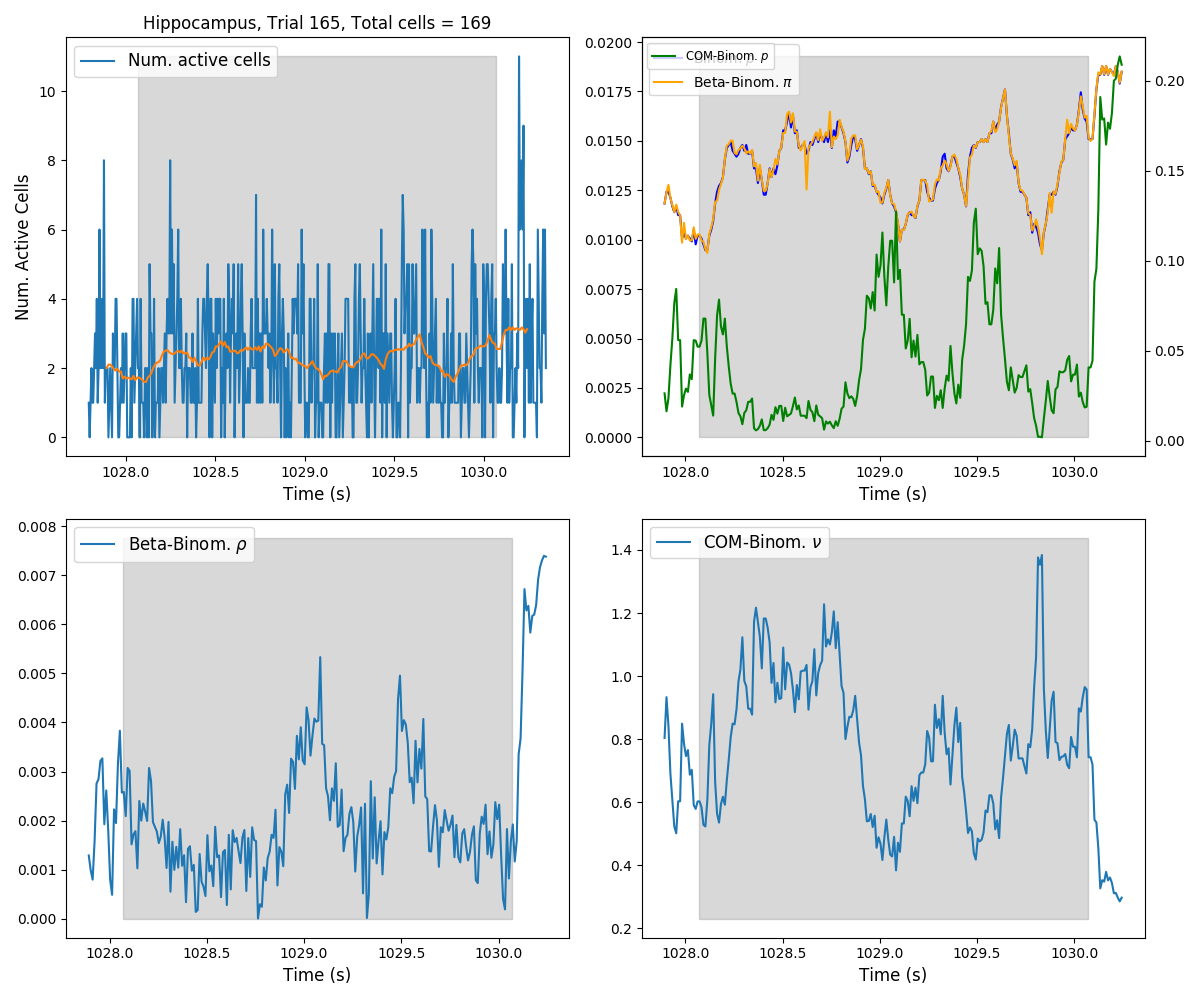 Hippocampus, Trial 165, Total cells = 169
Num. active cells
Num. Active Cells
10
8
6
4
2
0
1028.0 1028.5 1029.0 1029.5 1030.0
Time (s)
COM-Binom. p
Beta-Binom. π
0.0200
0.0175
0.0150
0.0125
0.0100
0.0075
0.0050
0.0025
0.0000
0.20
0.15
0.10
0.05
0.00
1028.0 1028.5 1029.0 1029.5 1030.0
Time (s)
Beta-Binom. ρ
0.008
0.007
0.006
0.005
0.004
0.003
0.002
0.001
0.000
1028.0 1028.5 1029.0 1029.5 1030.0
Time (s)
COM-Binom. ν
1.4
1.2
1.0
0.8
0.6
0.4
0.2
1028.0 1028.5 1029.0 1029.5 1030.0
Time (s)